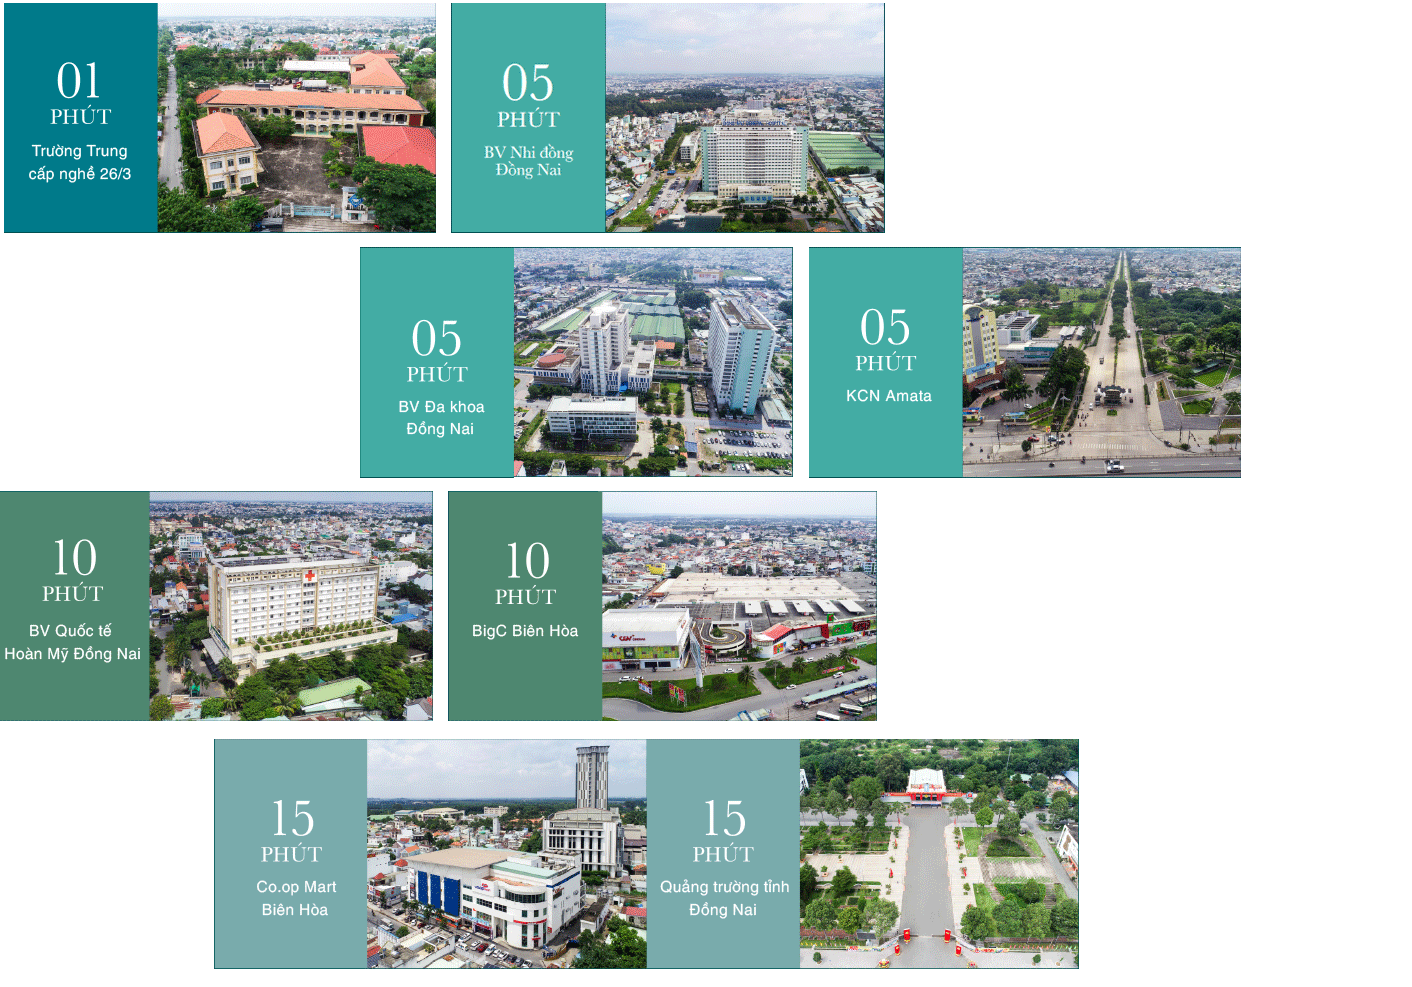 01
PHÚT
Trường Trung
cấp nghề 26/3
05
PHÚT
BV Nhi đồng
Đồng Nai
05
PHÚT
BV Đa khoa
Đồng Nai
05
PHÚT
KCN Amata
10
PHÚT
BV Quốc tế
Hoàn Mỹ Đồng Nai
10
PHÚT
BigC Biên Hòa
15
PHÚT
Co.op Mart
Biên Hòa
15
PHÚT
Quảng trường tỉnh
Đồng Nai